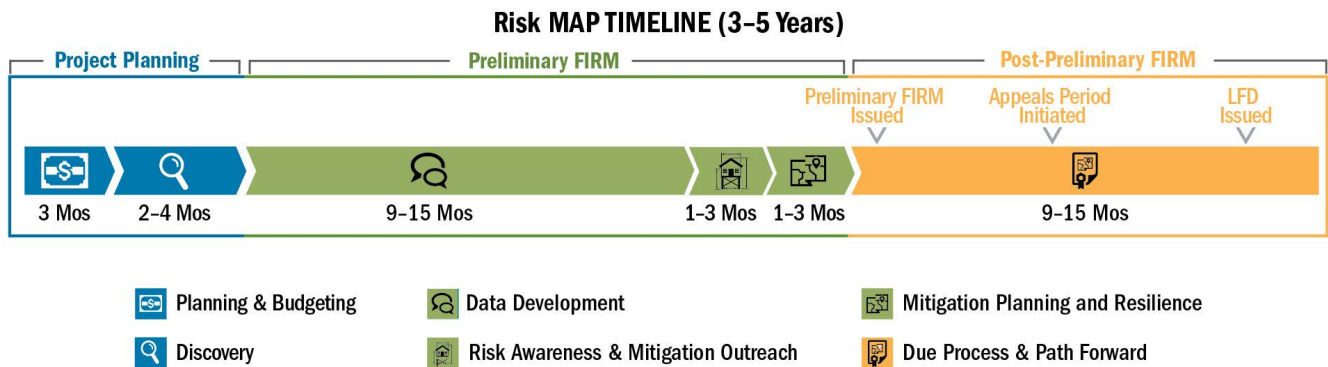 Risk MAP TIMELINE (3–5 Years)
Project Planning
Preliminary FIRM
Post-Preliminary FIRM
Preliminary FIRM
Issued
Appeals Period
Initiated
LFD
Issued
3 Mos
2–4 Mos
9–15 Mos
1–3 Mos
1–3 Mos
9–15 Mos
Planning & Budgeting
Data Development
Mitigation Planning and Resilience
Discovery
Risk Awareness & Mitigation Outreach
Due Process & Path Forward